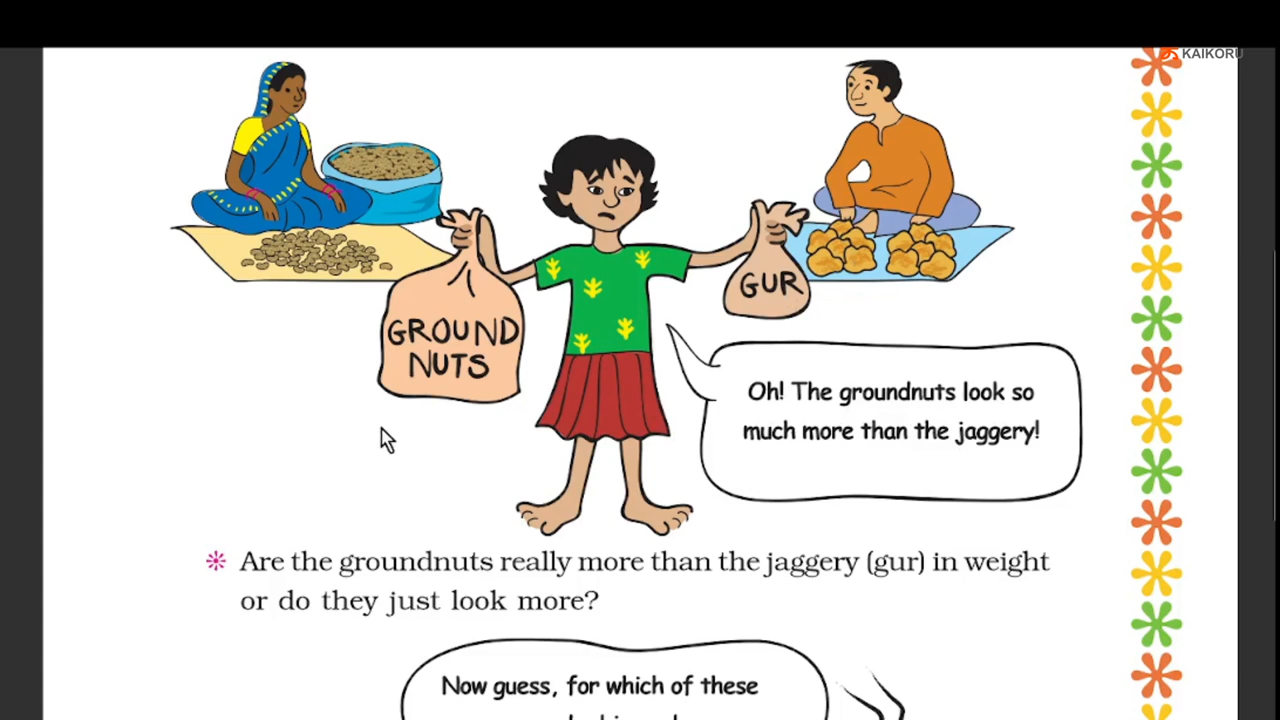 KAIKORU
GROUND
NUTS
GUR
Oh! The groundnuts look so
much more than the jaggery!
Are the groundnuts really more than the jaggery (gur) in weight
or do they just look more?
Now guess, for which of these